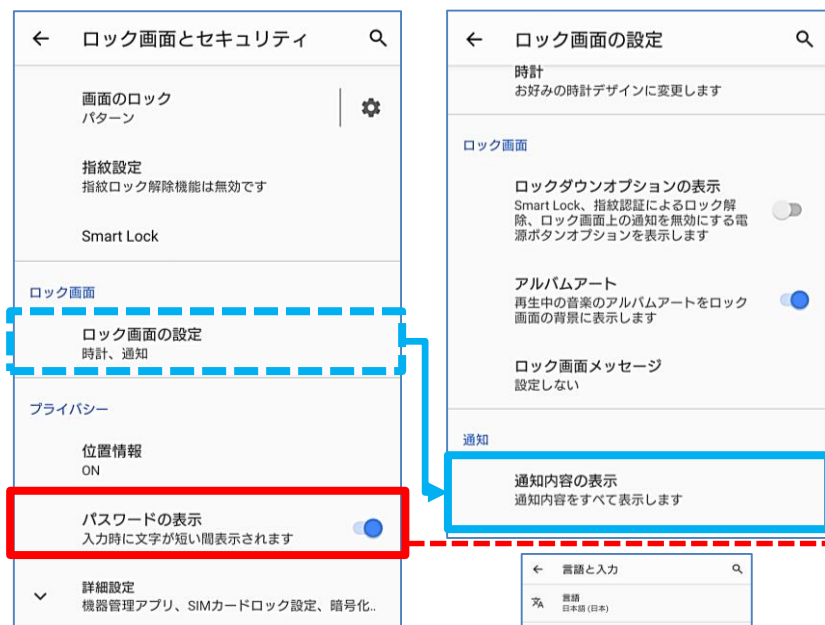 ロック画面とセキュリティ
画面のロック
パターン
指紋設定
指紋ロック解除機能は無効です
Smart Lock
ロック画面
ロック画面の設定
時計、通知
プライバシー
位置情報
ON
パスワードの表示
入力時に文字が短い間表示されます
詳細設定
機器管理アプリ、SIMカードロック設定、暗号化..
ロック画面の設定
時計
お好みの時計デザインに変更します
ロック画面
ロックダウンオプションの表示
Smart Lock、指紋認証によるロック解
除、ロック画面上の通知を無効にする電
源ボタンオプションを表示します
アルバムアート
再生中の音楽のアルバムアートをロック
画面の背景に表示します
ロック画面メッセージ
設定しない
通知
通知内容の表示
通知内容をすべて表示します
言語と入力
言語
日本語 (日本)